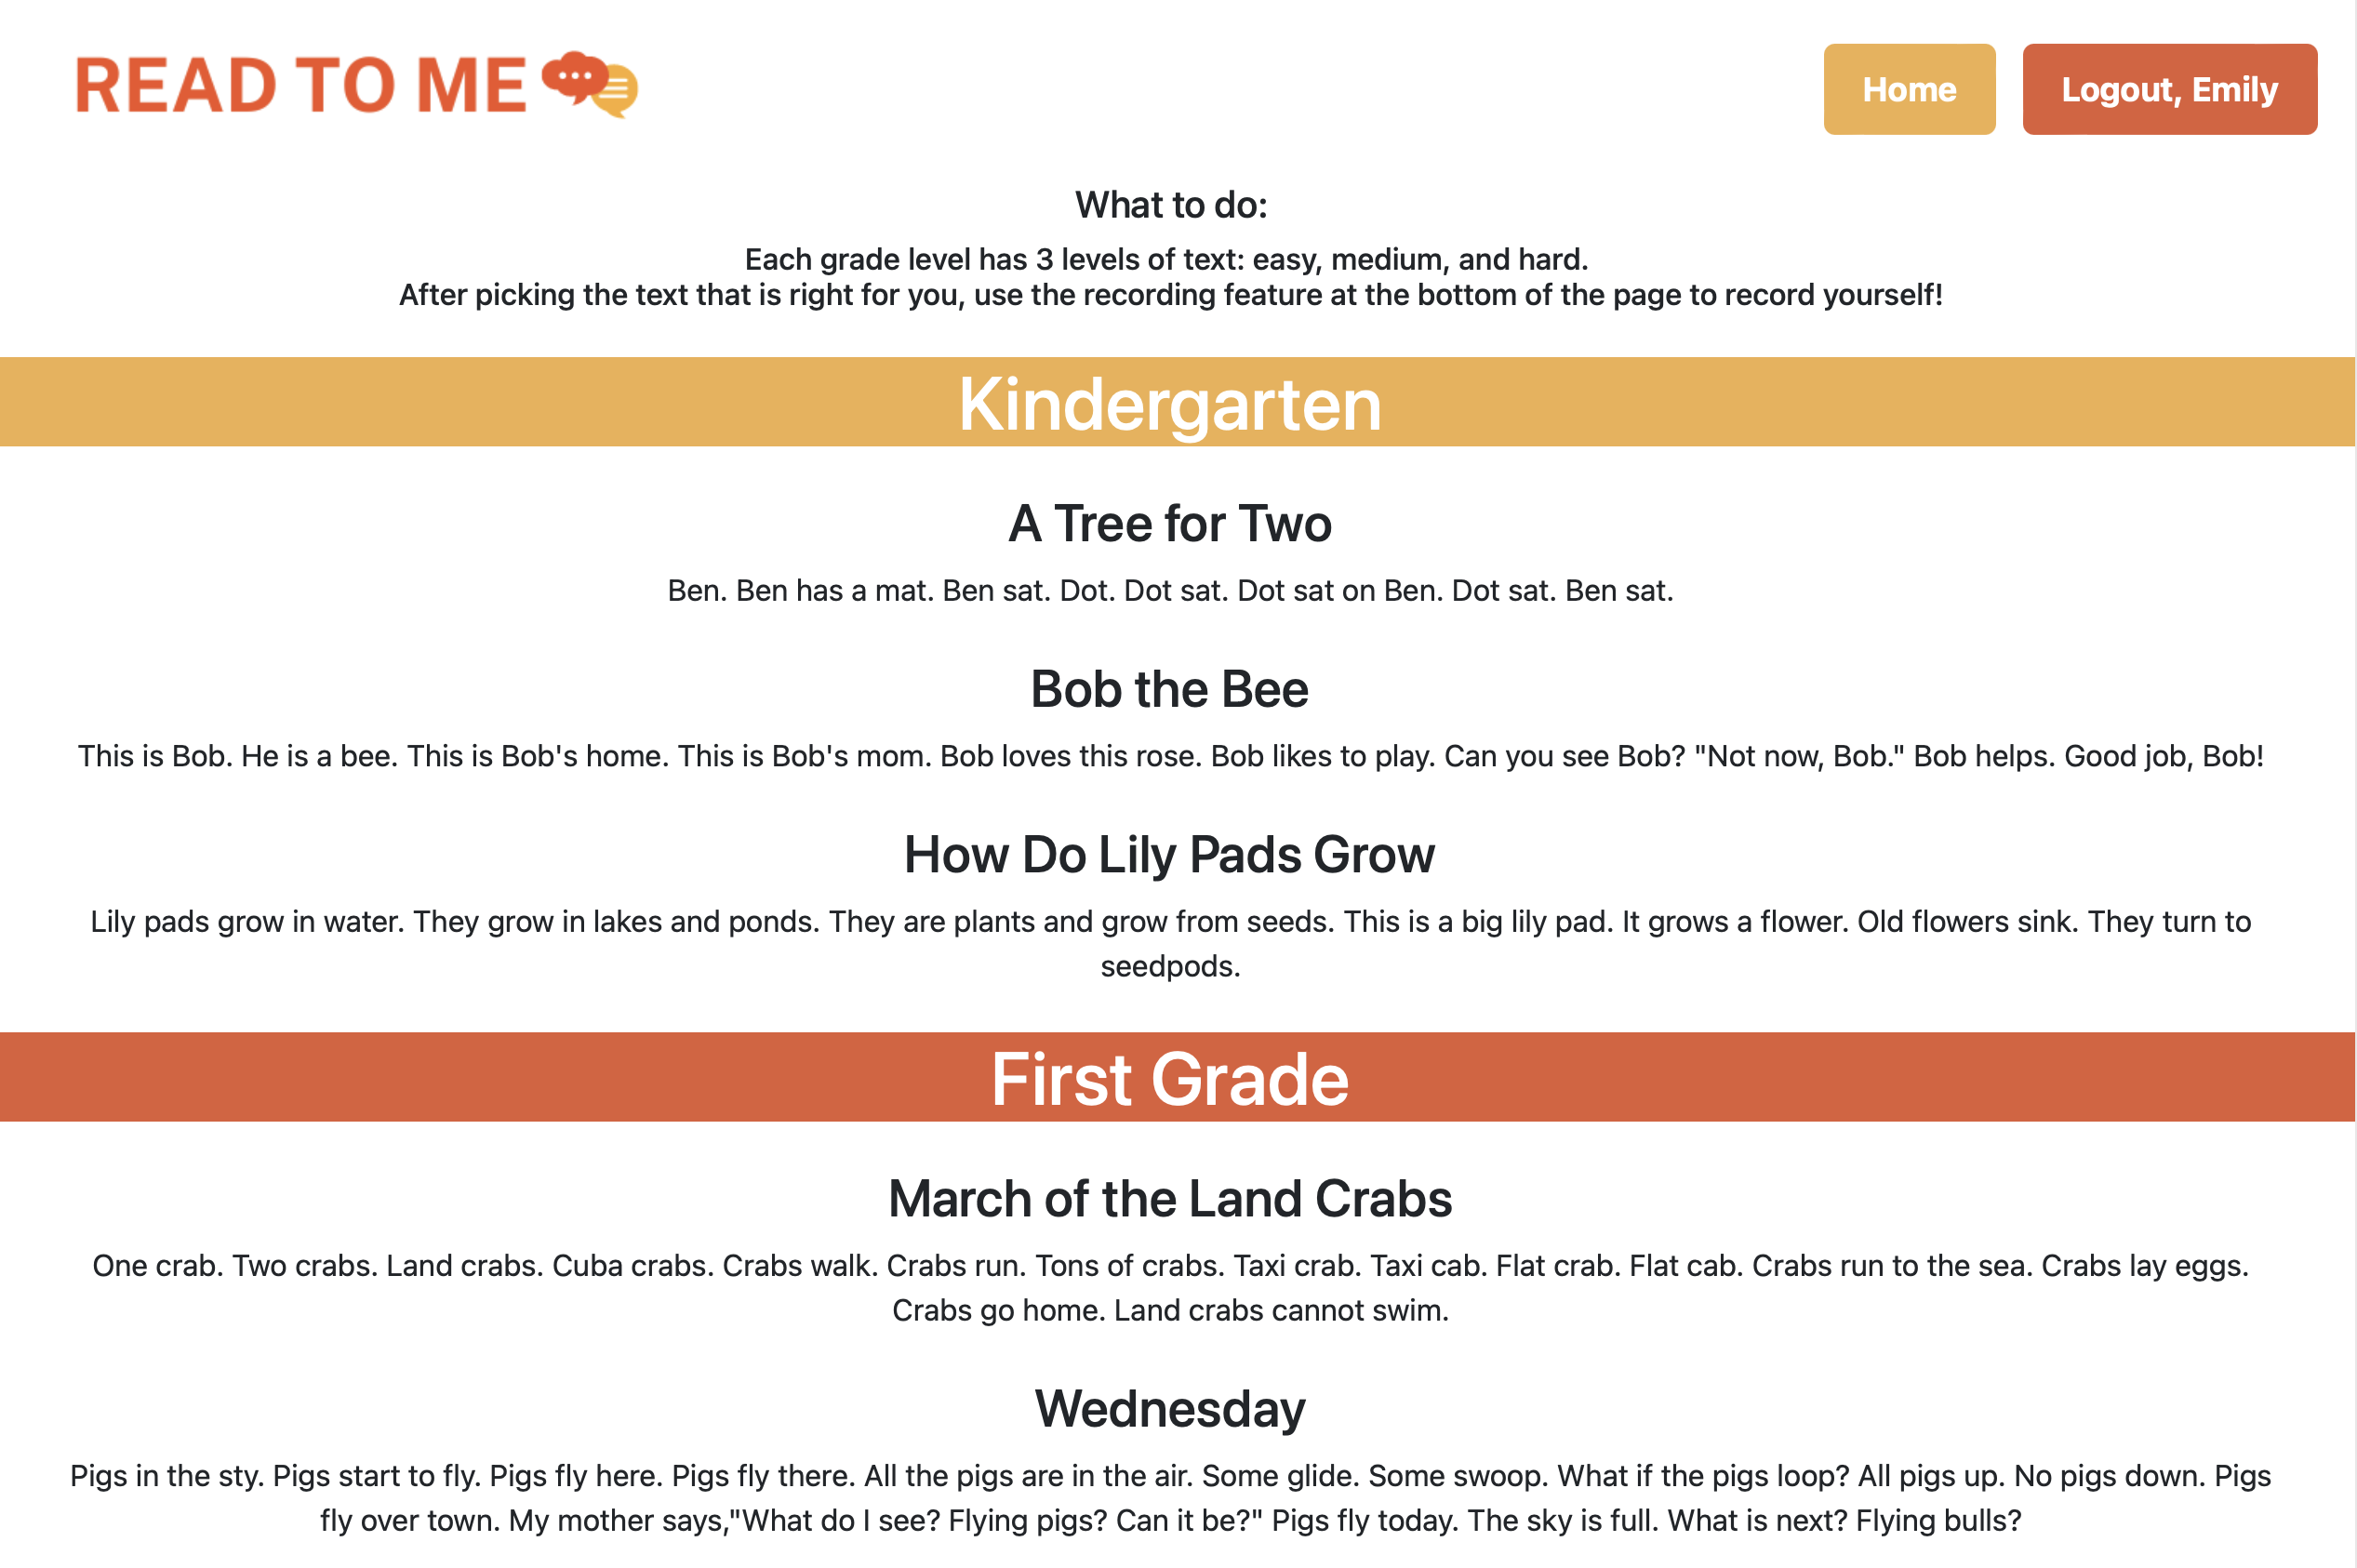 READ TO ME
Home
Logout, Emily
What to do:
Each grade level has 3 levels of text: easy, medium, and hard.
After picking the text that is right for you, use the recording feature at the bottom of the page to record yourself!
Kindergarten
A Tree for Two
Ben. Ben has a mat. Ben sat. Dot. Dot sat. Dot sat on Ben. Dot sat. Ben sat.
Bob the Bee
This is Bob. He is a bee. This is Bob's home. This is Bob's mom. Bob loves this rose. Bob likes to play. Can you see Bob? "Not now, Bob." Bob helps. Good job, Bob!
How Do Lily Pads Grow
Lily pads grow in water. They grow in lakes and ponds. They are plants and grow from seeds. This is a big lily pad. It grows a flower. Old flowers sink. They turn to
seedpods.
First Grade
March of the Land Crabs
One crab. Two crabs. Land crabs. Cuba crabs. Crabs walk. Crabs run. Tons of crabs. Taxi crab. Taxi cab. Flat crab. Flat cab. Crabs run to the sea. Crabs lay eggs.
Crabs go home. Land crabs cannot swim.
Wednesday
Pigs in the sty. Pigs start to fly. Pigs fly here. Pigs fly there. All the pigs are in the air. Some glide. Some swoop. What if the pigs loop? All pigs up. No pigs down. Pigs
fly over town. My mother says,"What do I see? Flying pigs? Can it be?" Pigs fly today. The sky is full. What is next? Flying bulls?